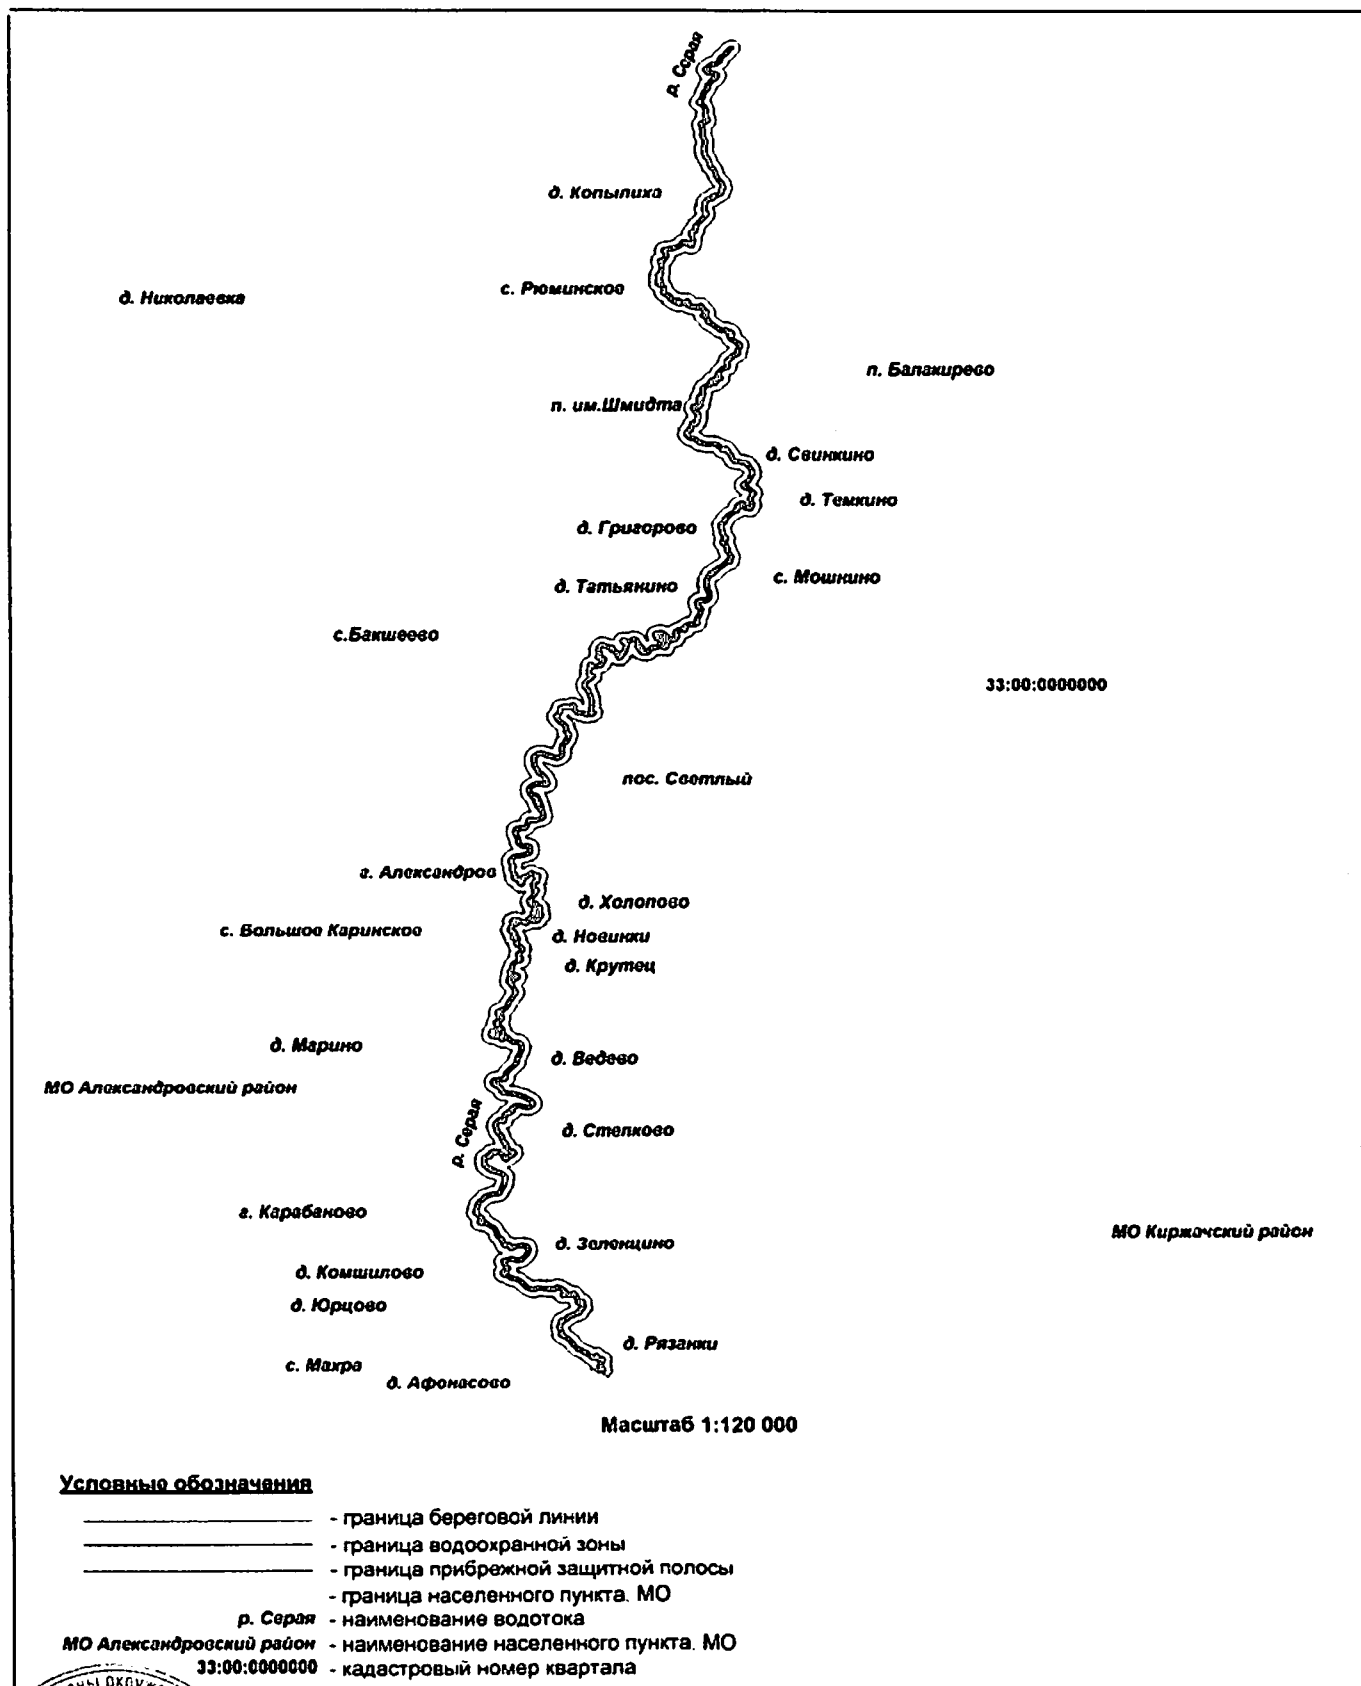 р. Серая
д. Копылиха
д. Николаевка
с. Рюминское
п. Балакирево
п. им.Шмидта
д. Свинкино
д. Темкино
д. Григорово
с. Мошкино
д. Татьянино
с.Бакшеево
33:00:0000000
пос. Светлый
г. Александров
д. Холопово
с. Большое Каринское
д. Новинки
д. Крутец
д. Марино
д. Ведево
МО Александровский район
р. Серая
д. Стелково
г. Карабаново
МО Киржачский район
д. Зеленцино
д. Комшилово
д. Юрцово
д. Рязанки
с. Махра
д. Афонасово
Масштаб 1:120 000
Условные обозначения
- граница береговой линии
- граница водоохранной зоны
- граница прибрежной защитной полосы
- граница населенного пункта. МО
р. Серая - наименование водотока
МО Александровский район - наименование населенного пункта. МО
33:00:0000000 - кадастровый номер квартала